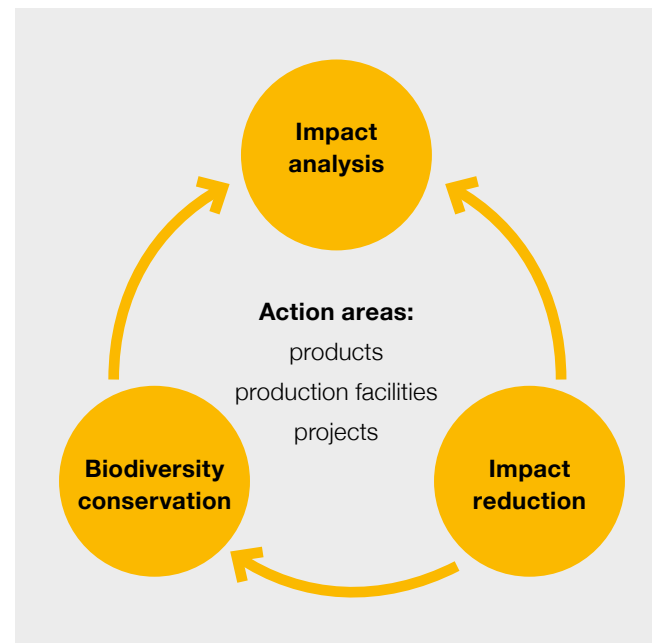 Impact
analysis
Action areas:
products
production facilities
projects
Biodiversity
conservation
Impact
reduction